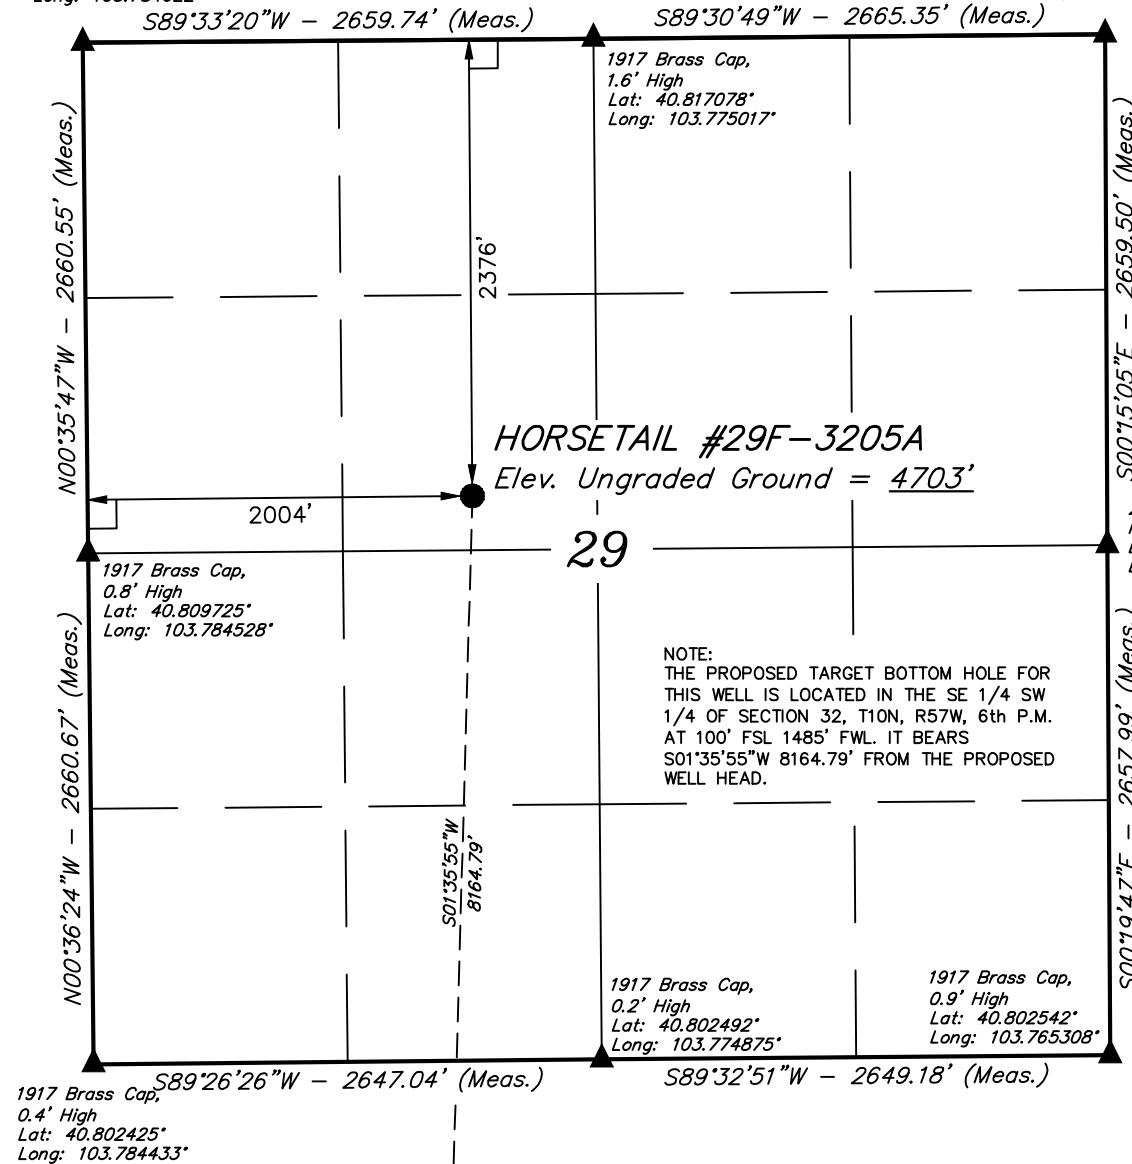 S89°33'20"W - 2659.74' (Meas.)
S89°30'49"W - 2665.35' (Meas.)
1917 Brass Cap,
1.6' High
Lat: 40.817078°
Long: 103.775017°
N00°35'47"W - 2660.55' (Meas.)
S00°15'05"E - 2659.50' (Meas.)
2376'
HORSETAIL #29F-3205A
Elev. Ungraded Ground = 4703'
2004'
29
1917 Brass Cap,
0.8' High
Lat: 40.809725°
Long: 103.784528°
NOTE:
THE PROPOSED TARGET BOTTOM HOLE FOR
THIS WELL IS LOCATED IN THE SE 1/4 SW
1/4 OF SECTION 32, T10N, R57W, 6th P.M.
AT 100' FSL 1485' FWL. IT BEARS
S01°35'55"W 8164.79' FROM THE PROPOSED
WELL HEAD.
N00°36'24"W - 2660.67' (Meas.)
S00°19'47"E - 2657.99' (Meas.)
S01°35'55"W
8164.79'
1917 Brass Cap,
0.2' High
Lat: 40.802492°
Long: 103.774875°
1917 Brass Cap,
0.9' High
Lat: 40.802542°
Long: 103.765308°
S89°26'26"W - 2647.04' (Meas.)
S89°32'51"W - 2649.18' (Meas.)
1917 Brass Cap,
0.4' High
Lat: 40.802425°
Long: 103.784433°